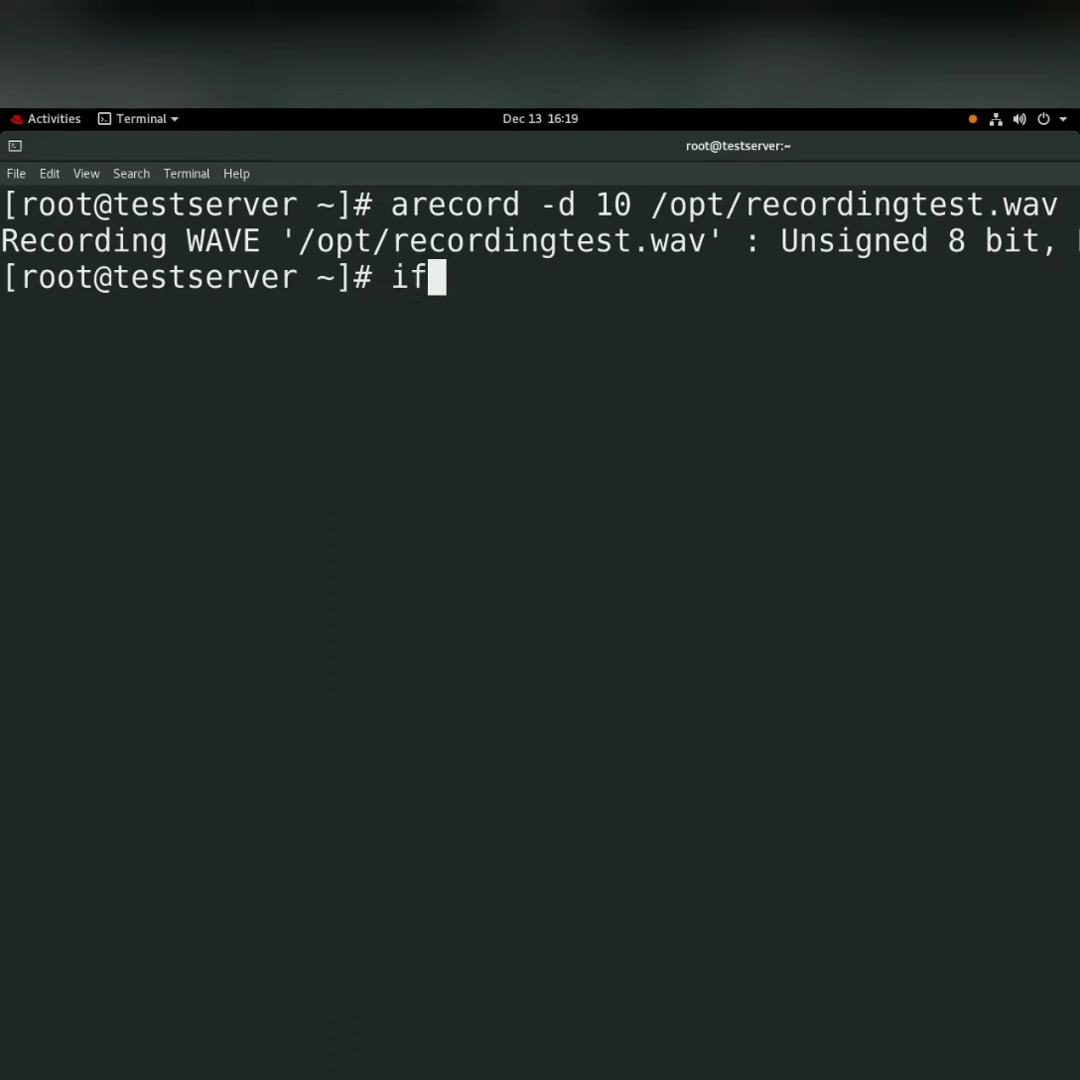 Activities Terminal Dec 13 16:19
root@testserver:~
File Edit View Search Terminal Help
[root@testserver ~]# arecord -d 10 /opt/recordingtest.wav
Recording WAVE '/opt/recordingtest.wav' : Unsigned 8 bit,
[root@testserver ~]# if